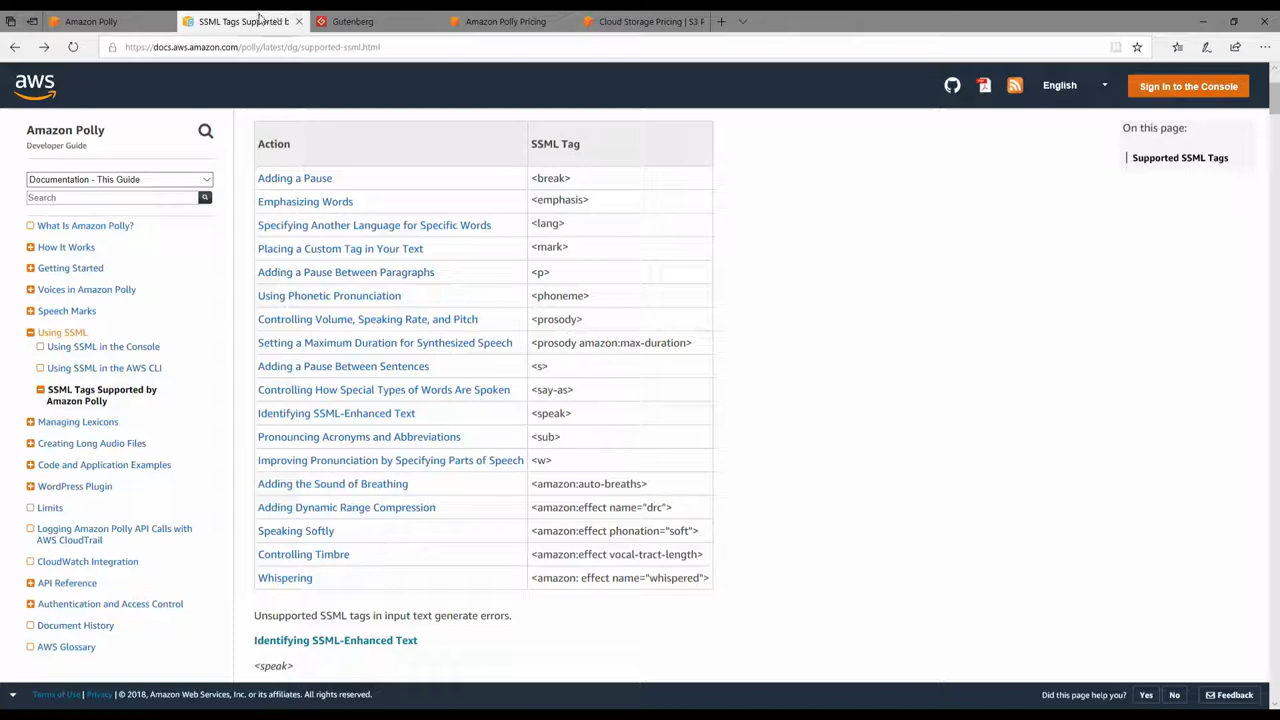 Amazon Polly
SSML Tags Supported b
Gutenberg
Amazon Polly Pricing
Cloud Storage Pricing | S3 P
https://docs.aws.amazon.com/polly/latest/dg/supported-ssml.html
aws
English
Sign In to the Console
Amazon Polly
Developer Guide
Documentation - This Guide
Search
What Is Amazon Polly?
How It Works
Getting Started
Voices in Amazon Polly
Speech Marks
Using SSML
Using SSML in the Console
Using SSML in the AWS CLI
SSML Tags Supported by
Amazon Polly
Managing Lexicons
Creating Long Audio Files
Code and Application Examples
WordPress Plugin
Limits
Logging Amazon Polly API Calls with
AWS CloudTrail
CloudWatch Integration
API Reference
Authentication and Access Control
Document History
AWS Glossary
Action SSML Tag
Adding a Pause <break>
Emphasizing Words <emphasis>
Specifying Another Language for Specific Words <lang>
Placing a Custom Tag in Your Text <mark>
Adding a Pause Between Paragraphs <p>
Using Phonetic Pronunciation <phoneme>
Controlling Volume, Speaking Rate, and Pitch <prosody>
Setting a Maximum Duration for Synthesized Speech <prosody amazon:max-duration>
Adding a Pause Between Sentences <s>
Controlling How Special Types of Words Are Spoken <say-as>
Identifying SSML-Enhanced Text <speak>
Pronouncing Acronyms and Abbreviations <sub>
Improving Pronunciation by Specifying Parts of Speech <w>
Adding the Sound of Breathing <amazon:auto-breaths>
Adding Dynamic Range Compression <amazon:effect name="drc">
Speaking Softly <amazon:effect phonation="soft">
Controlling Timbre <amazon:effect vocal-tract-length>
Whispering <amazon: effect name="whispered">
Unsupported SSML tags in input text generate errors.
Identifying SSML-Enhanced Text
<speak>
On this page:
Supported SSML Tags
Terms of Use | Privacy | © 2018, Amazon Web Services, Inc. or its affiliates. All rights reserved.
Did this page help you? Yes No Feedback